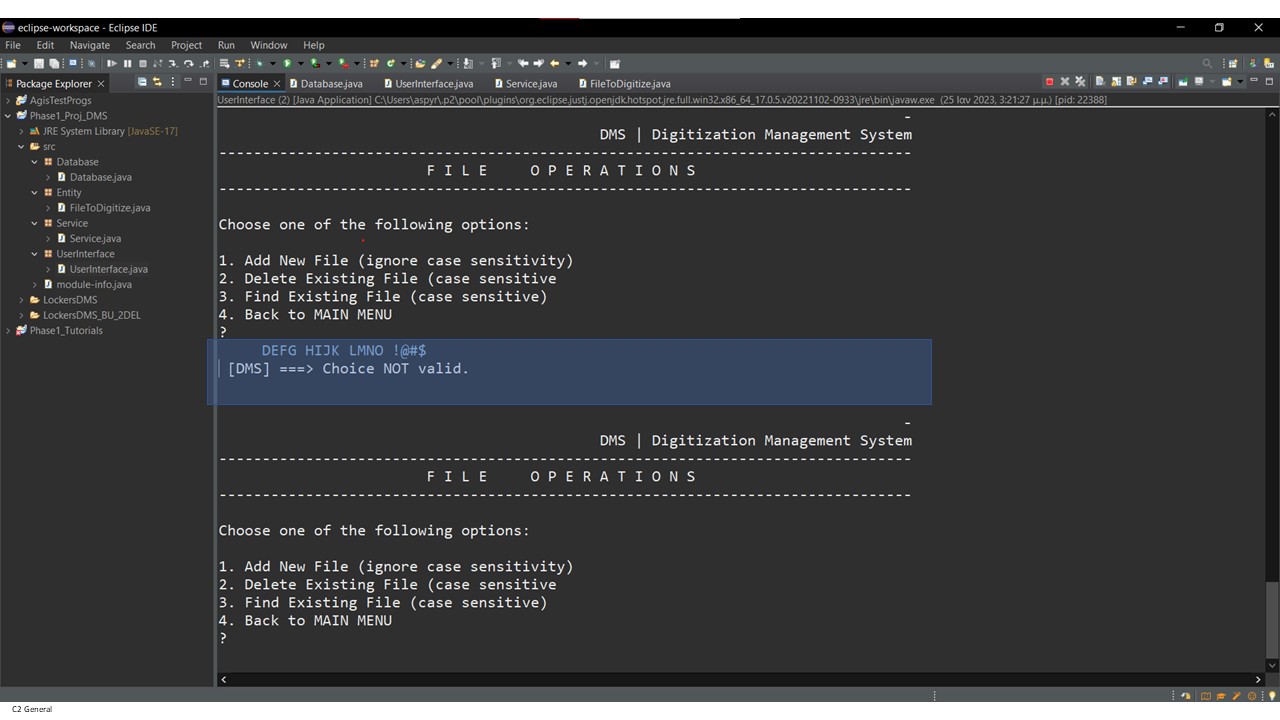 eclipse-workspace - Eclipse IDE
File Edit Navigate Search Project Run Window Help
Package Explorer
Console Database.java UserInterface.java Service.java FileToDigitize.java
UserInterface (2) [Java Application] C:\Users\aspyr\.p2\pool\plugins\org.eclipse.justj.openjdk.hotspot.jre.full.win32.x86_64_17.0.5.v20221102-0933\jre\bin\javaw.exe (25 Ιαν 2023, 3:21:27 μ.μ.) [pid: 22388]
AgisTestProgs
Phase1_Proj_DMS
JRE System Library [JavaSE-17]
src
Database
Database.java
Entity
FileToDigitize.java
Service
Service.java
UserInterface
UserInterface.java
module-info.java
LockersDMS
LockersDMS_BU_2DEL
Phase1_Tutorials
-
DMS | Digitization Management System
--------------------------------------------------------------------------------
F I L E O P E R A T I O N S
--------------------------------------------------------------------------------
Choose one of the following options:
1. Add New File (ignore case sensitivity)
2. Delete Existing File (case sensitive
3. Find Existing File (case sensitive)
4. Back to MAIN MENU
?
DEFG HIJK LMNO !@#$
[DMS] ===> Choice NOT valid.
-
DMS | Digitization Management System
--------------------------------------------------------------------------------
F I L E O P E R A T I O N S
--------------------------------------------------------------------------------
Choose one of the following options:
1. Add New File (ignore case sensitivity)
2. Delete Existing File (case sensitive
3. Find Existing File (case sensitive)
4. Back to MAIN MENU
?
C2 General